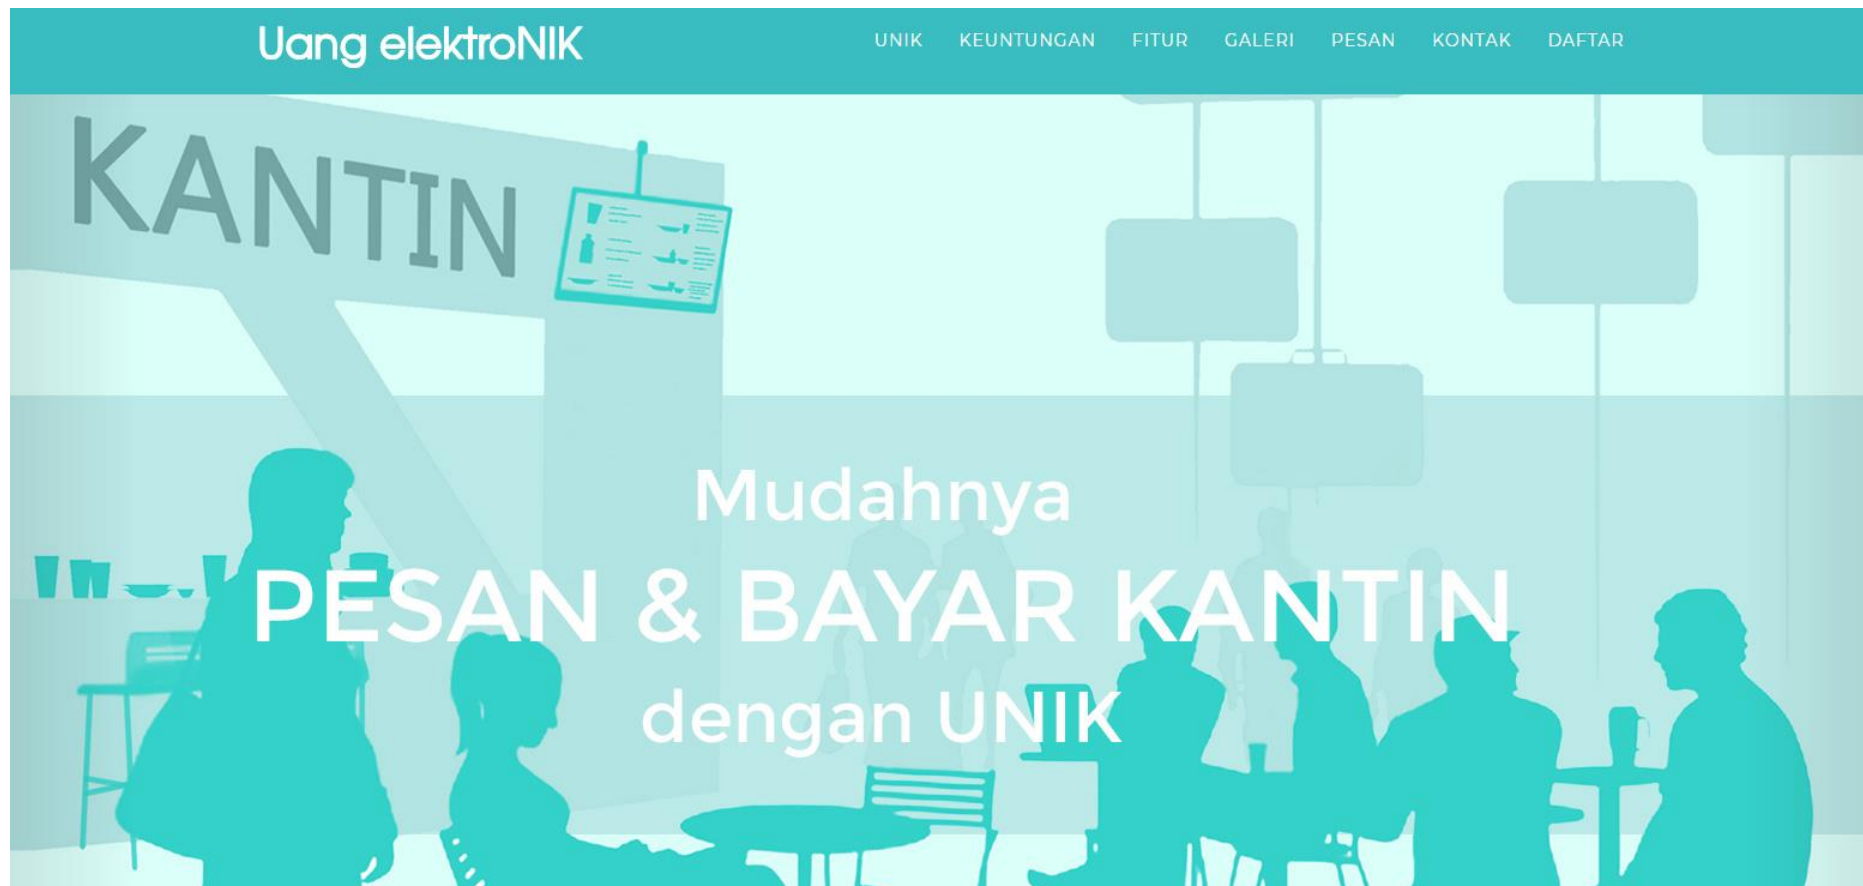 Uang elektroNIK
UNIK KEUNTUNGAN FITUR GALERI PESAN KONTAK DAFTAR
KANTIN
Mudahnya
PESAN & BAYAR KANTIN
dengan UNIK